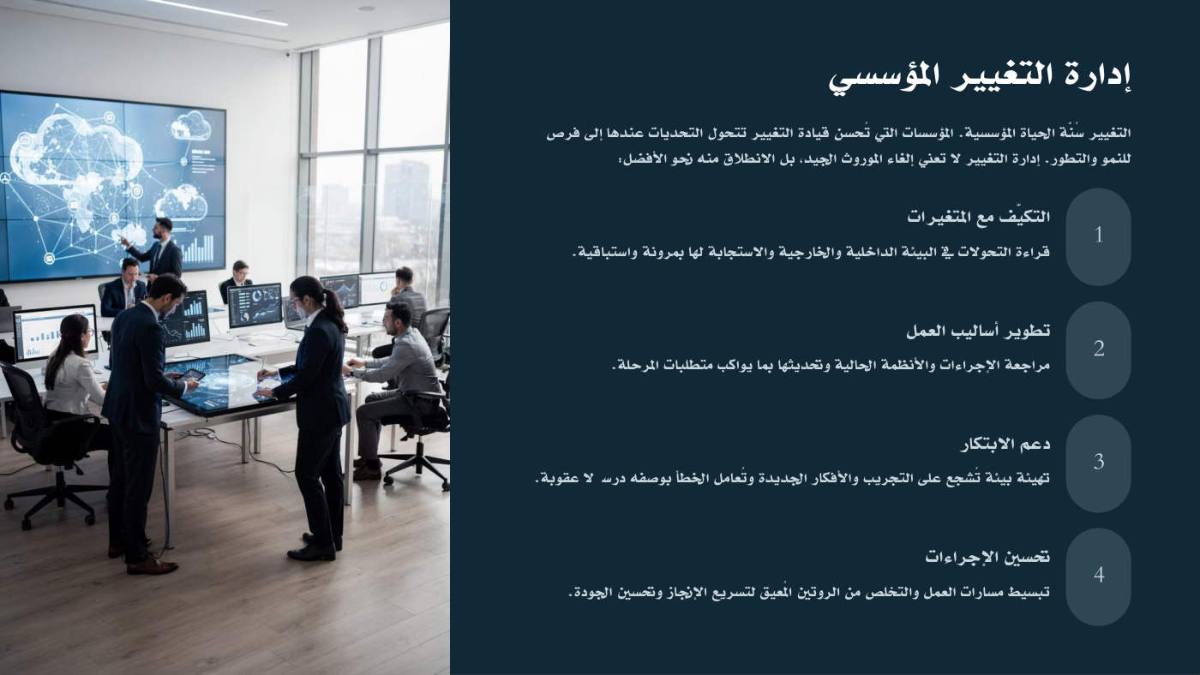 إدارة التغيير المؤسسي
التغيير سُنّة الحياة المؤسسية. المؤسسات التي تُحسن قيادة التغيير تتحول التحديات عندها إلى فرص
للنمو والتطور. إدارة التغيير لا تعني إلغاء الموروث الجيد، بل الانطلاق منه نحو الأفضل:
1
التكيّف مع المتغيرات
قراءة التحولات في البيئة الداخلية والخارجية والاستجابة لها بمرونة واستباقية.
2
تطوير أساليب العمل
مراجعة الإجراءات والأنظمة الحالية وتحديثها بما يواكب متطلبات المرحلة.
3
دعم الابتكار
تهيئة بيئة تُشجع على التجريب والأفكار الجديدة وتُعامل الخطأ بوصفه درس لا عقوبة.
4
تحسين الإجراءات
تبسيط مسارات العمل والتخلص من الروتين المُعيق لتسريع الإنجاز وتحسين الجودة.